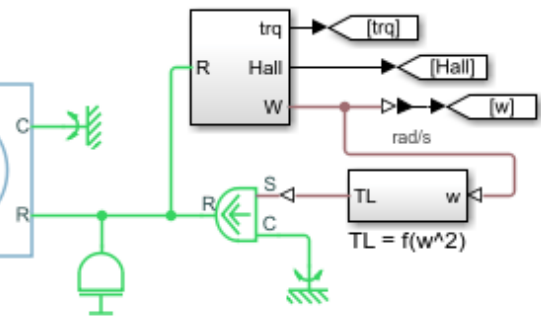 trq
[trq]
R
Hall
[Hall]
W
[w]
C
rad/s
S
TL
w
R
R
C
TL = f(w^2)